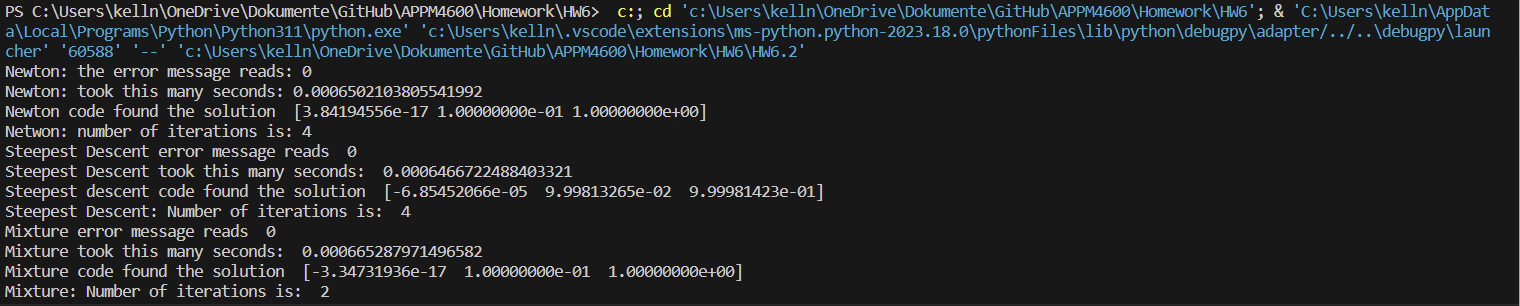 PS C:\Users\kelln\OneDrive\Dokumente\GitHub\APPM4600\Homework\HW6>  c:; cd 'c:\Users\kelln\OneDrive\Dokumente\GitHub\APPM4600\Homework\HW6'; & 'C:\Users\kelln\AppDat
a\Local\Programs\Python\Python311\python.exe' 'c:\Users\kelln\.vscode\extensions\ms-python.python-2023.18.0\pythonFiles\lib\python\debugpy\adapter/../..\debugpy\laun
cher' '60588' '--' 'c:\Users\kelln\OneDrive\Dokumente\GitHub\APPM4600\Homework\HW6\HW6.2'
Newton: the error message reads: 0
Newton: took this many seconds: 0.0006502103805541992
Newton code found the solution  [3.84194556e-17 1.00000000e-01 1.00000000e+00]
Netwon: number of iterations is: 4
Steepest Descent error message reads  0
Steepest Descent took this many seconds:  0.0006466722488403321
Steepest descent code found the solution  [-6.85452066e-05  9.99813265e-02  9.99981423e-01]
Steepest Descent: Number of iterations is:  4
Mixture error message reads  0
Mixture took this many seconds:  0.000665287971496582
Mixture code found the solution  [-3.34731936e-17  1.00000000e-01  1.00000000e+00]
Mixture: Number of iterations is:  2